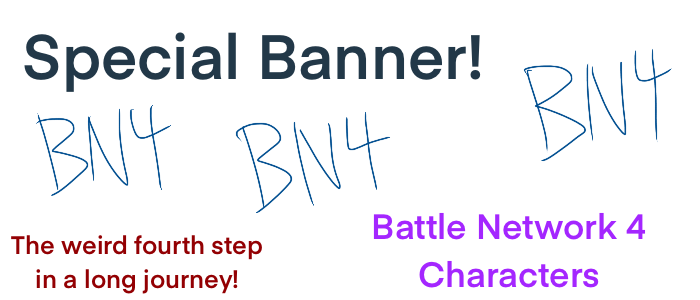 Special Banner!
BN4
BN4
BN4
The weird fourth step
in a long journey!
Battle Network 4
Characters